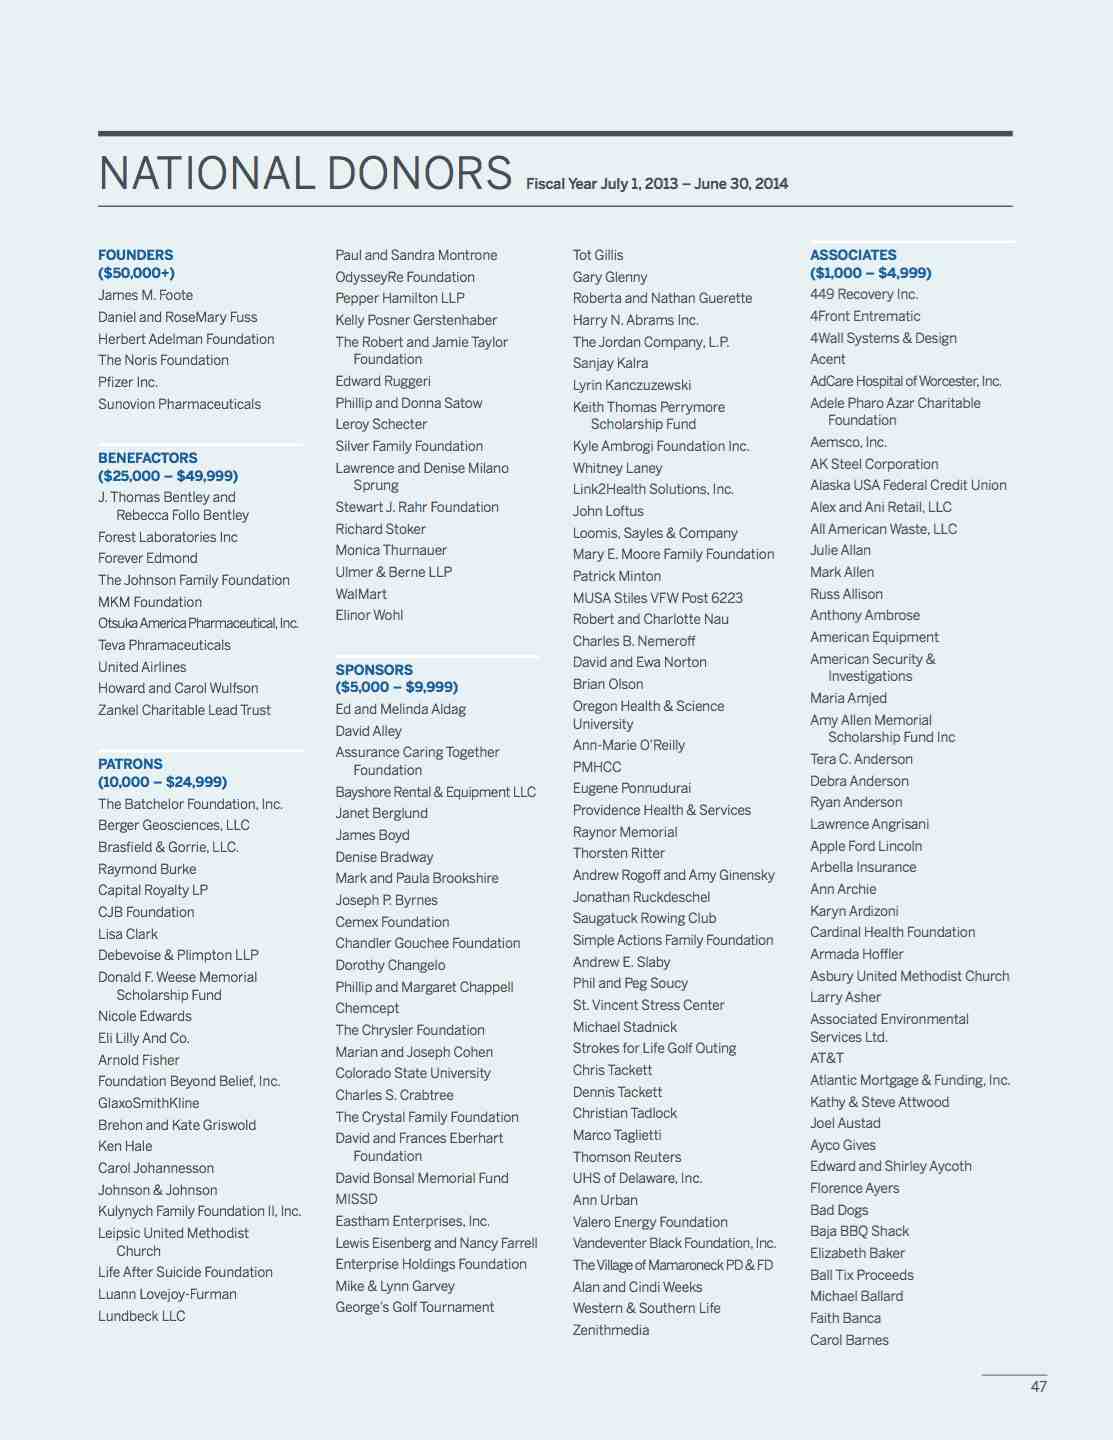 NATIONAL DONORS Fiscal Year July 1, 2013 – June 30, 2014
FOUNDERS
($50,000+)
James M. Foote
Daniel and RoseMary Fuss
Herbert Adelman Foundation
The Noris Foundation
Pfizer Inc.
Sunovion Pharmaceuticals
BENEFACTORS
($25,000 – $49,999)
J. Thomas Bentley and
Rebecca Follo Bentley
Forest Laboratories Inc
Forever Edmond
The Johnson Family Foundation
MKM Foundation
Otsuka America Pharmaceutical, Inc.
Teva Phramaceuticals
United Airlines
Howard and Carol Wulfson
Zankel Charitable Lead Trust
PATRONS
(10,000 – $24,999)
The Batchelor Foundation, Inc.
Berger Geosciences, LLC
Brasfield & Gorrie, LLC.
Raymond Burke
Capital Royalty LP
CJB Foundation
Lisa Clark
Debevoise & Plimpton LLP
Donald F. Weese Memorial
Scholarship Fund
Nicole Edwards
Eli Lilly And Co.
Arnold Fisher
Foundation Beyond Belief, Inc.
GlaxoSmithKline
Brehon and Kate Griswold
Ken Hale
Carol Johannesson
Johnson & Johnson
Kulynych Family Foundation II, Inc.
Leipsic United Methodist
Church
Life After Suicide Foundation
Luann Lovejoy-Furman
Lundbeck LLC
Paul and Sandra Montrone
OdysseyRe Foundation
Pepper Hamilton LLP
Kelly Posner Gerstenhaber
The Robert and Jamie Taylor
Foundation
Edward Ruggeri
Phillip and Donna Satow
Leroy Schecter
Silver Family Foundation
Lawrence and Denise Milano
Sprung
Stewart J. Rahr Foundation
Richard Stoker
Monica Thurnauer
Ulmer & Berne LLP
WalMart
Elinor Wohl
SPONSORS
($5,000 – $9,999)
Ed and Melinda Aldag
David Alley
Assurance Caring Together
Foundation
Bayshore Rental & Equipment LLC
Janet Berglund
James Boyd
Denise Bradway
Mark and Paula Brookshire
Joseph P. Byrnes
Cemex Foundation
Chandler Gouchee Foundation
Dorothy Changelo
Phillip and Margaret Chappell
Chemcept
The Chrysler Foundation
Marian and Joseph Cohen
Colorado State University
Charles S. Crabtree
The Crystal Family Foundation
David and Frances Eberhart
Foundation
David Bonsal Memorial Fund
MISSD
Eastham Enterprises, Inc.
Lewis Eisenberg and Nancy Farrell
Enterprise Holdings Foundation
Mike & Lynn Garvey
George's Golf Tournament
Tot Gillis
Gary Glenny
Roberta and Nathan Guerette
Harry N. Abrams Inc.
The Jordan Company, L.P.
Sanjay Kalra
Lyrin Kanczuzewski
Keith Thomas Perrymore
Scholarship Fund
Kyle Ambrogi Foundation Inc.
Whitney Laney
Link2Health Solutions, Inc.
John Loftus
Loomis, Sayles & Company
Mary E. Moore Family Foundation
Patrick Minton
MUSA Stiles VFW Post 6223
Robert and Charlotte Nau
Charles B. Nemeroff
David and Ewa Norton
Brian Olson
Oregon Health & Science
University
Ann-Marie O'Reilly
PMHCC
Eugene Ponnudurai
Providence Health & Services
Raynor Memorial
Thorsten Ritter
Andrew Rogoff and Amy Ginensky
Jonathan Ruckdeschel
Saugatuck Rowing Club
Simple Actions Family Foundation
Andrew E. Slaby
Phil and Peg Soucy
St. Vincent Stress Center
Michael Stadnick
Strokes for Life Golf Outing
Chris Tackett
Dennis Tackett
Christian Tadlock
Marco Taglietti
Thomson Reuters
UHS of Delaware, Inc.
Ann Urban
Valero Energy Foundation
Vandeventer Black Foundation, Inc.
The Village of Mamaroneck PD & FD
Alan and Cindi Weeks
Western & Southern Life
Zenithmedia
ASSOCIATES
($1,000 – $4,999)
449 Recovery Inc.
4Front Entrematic
4Wall Systems & Design
Acent
AdCare Hospital of Worcester, Inc.
Adele Pharo Azar Charitable
Foundation
Aemsco, Inc.
AK Steel Corporation
Alaska USA Federal Credit Union
Alex and Ani Retail, LLC
All American Waste, LLC
Julie Allan
Mark Allen
Russ Allison
Anthony Ambrose
American Equipment
American Security &
Investigations
Maria Amjed
Amy Allen Memorial
Scholarship Fund Inc
Tera C. Anderson
Debra Anderson
Ryan Anderson
Lawrence Angrisani
Apple Ford Lincoln
Arbella Insurance
Ann Archie
Karyn Ardizoni
Cardinal Health Foundation
Armada Hoffler
Asbury United Methodist Church
Larry Asher
Associated Environmental
Services Ltd.
AT&T
Atlantic Mortgage & Funding, Inc.
Kathy & Steve Attwood
Joel Austad
Ayco Gives
Edward and Shirley Aycoth
Florence Ayers
Bad Dogs
Baja BBQ Shack
Elizabeth Baker
Ball Tix Proceeds
Michael Ballard
Faith Banca
Carol Barnes
47